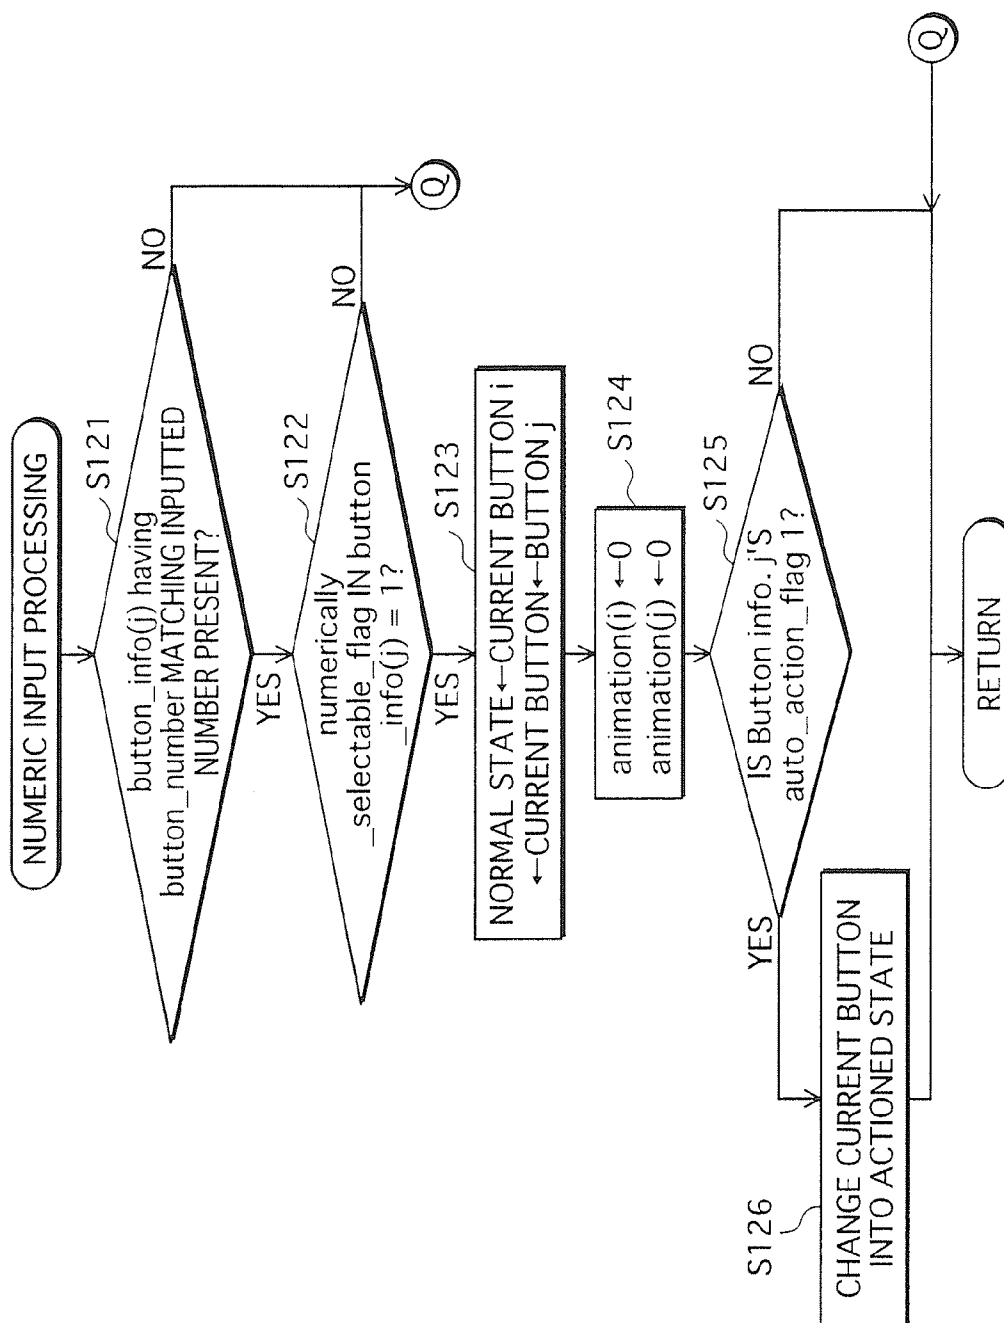 NUMERIC INPUT PROCESSING
S121
button_info(j) having
button_number MATCHING INPUTTED
NUMBER PRESENT?
NO
YES
S122
numerically
_selectable_flag IN button
_info(j) = 1?
NO
Q
YES
S123
NORMAL STATE←CURRENT BUTTON i
←CURRENT BUTTON←BUTTON j
S124
animation(i) ←0
animation(j) ←0
S125
IS Button info. j'S
auto_action_flag 1?
YES
NO
S126
CHANGE CURRENT BUTTON
INTO ACTIONED STATE
Q
RETURN